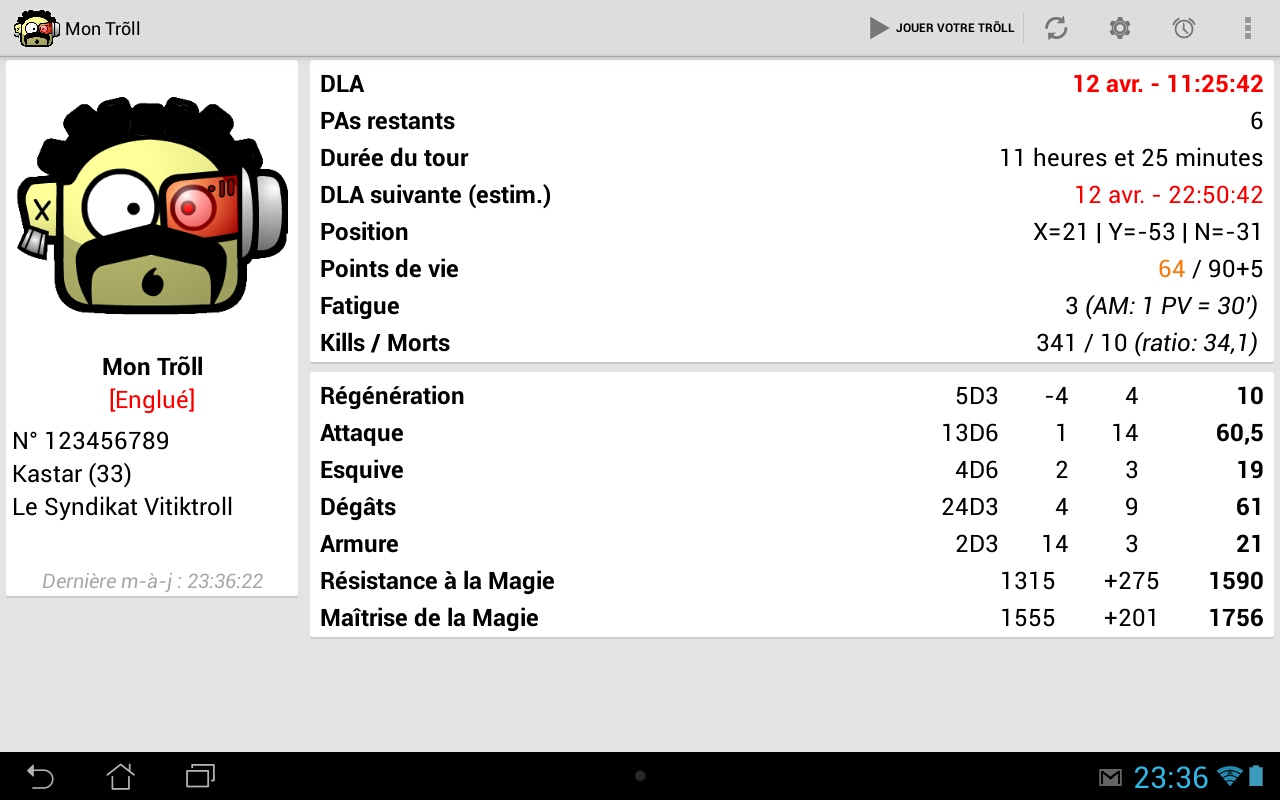 Mon Trõll
JOUER VOTRE TRÕLL
Mon Trõll
[Englué]
N° 123456789
Kastar (33)
Le Syndikat Vitiktroll
Dernière m-à-j : 23:36:22
DLA 12 avr. - 11:25:42
PAs restants 6
Durée du tour 11 heures et 25 minutes
DLA suivante (estim.) 12 avr. - 22:50:42
Position X=21 | Y=-53 | N=-31
Points de vie 64 / 90+5
Fatigue 3 (AM: 1 PV = 30')
Kills / Morts 341 / 10 (ratio: 34,1)
Régénération 5D3 -4 4 10
Attaque 13D6 1 14 60,5
Esquive 4D6 2 3 19
Dégâts 24D3 4 9 61
Armure 2D3 14 3 21
Résistance à la Magie 1315 +275 1590
Maîtrise de la Magie 1555 +201 1756
23:36